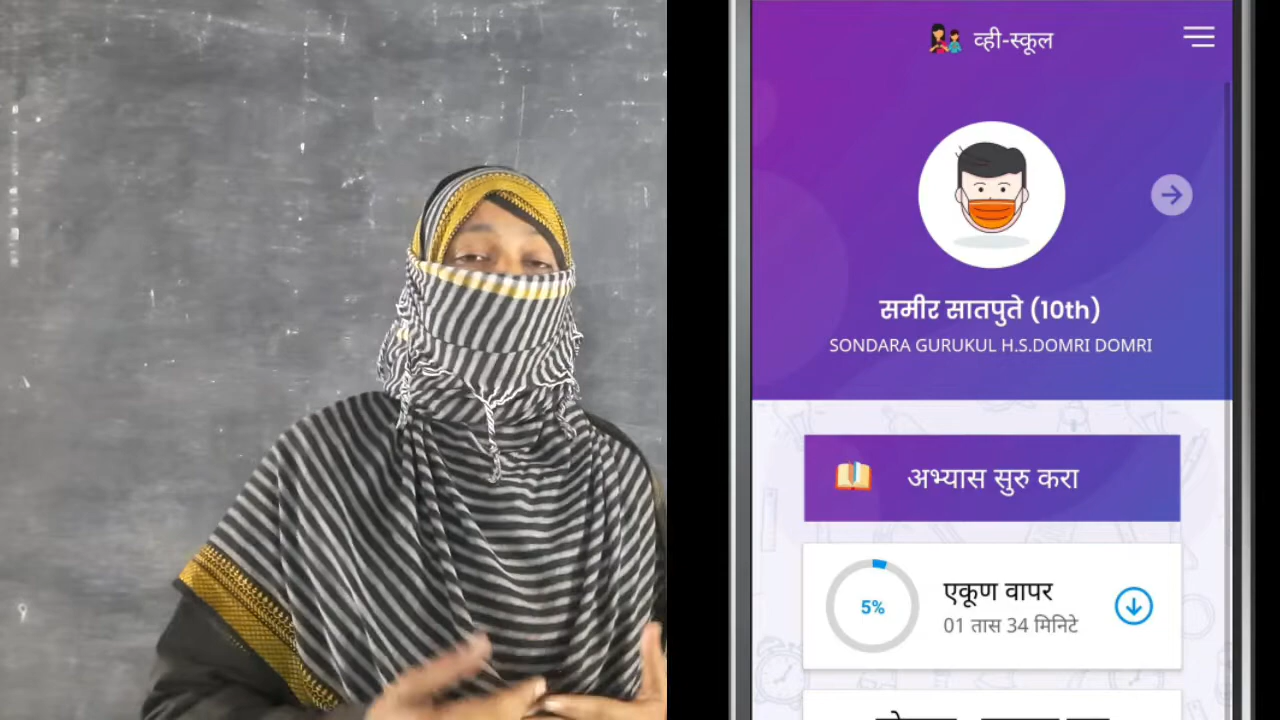 व्ही-स्कूल
समीर सातपुते (10th)
SONDARA GURUKUL H.S.DOMRI DOMRI
अभ्यास सुरु करा
5%
एकूण वापर
01 तास 34 मिनिटे